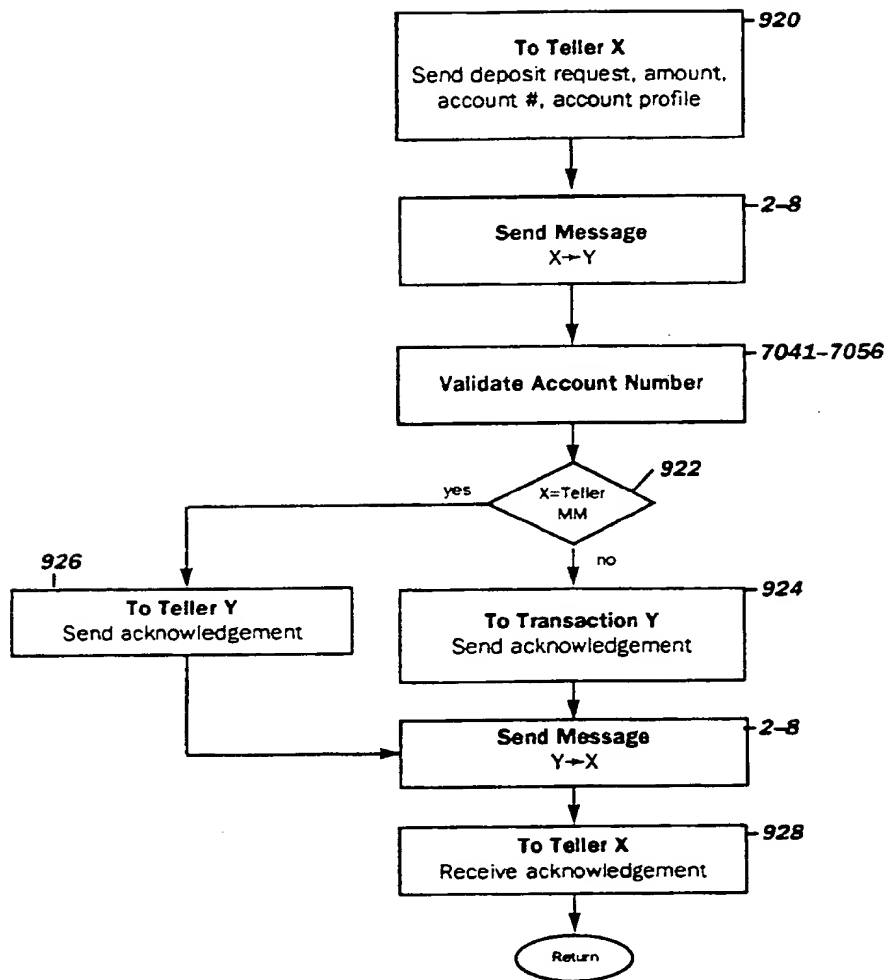 920
To Teller X
Send deposit request, amount,
account #, account profile
2–8
Send Message
X→Y
7041–7056
Validate Account Number
922
X=Teller
MM
yes
no
926
To Teller Y
Send acknowledgement
924
To Transaction Y
Send acknowledgement
2–8
Send Message
Y→X
928
To Teller X
Receive acknowledgement
Return